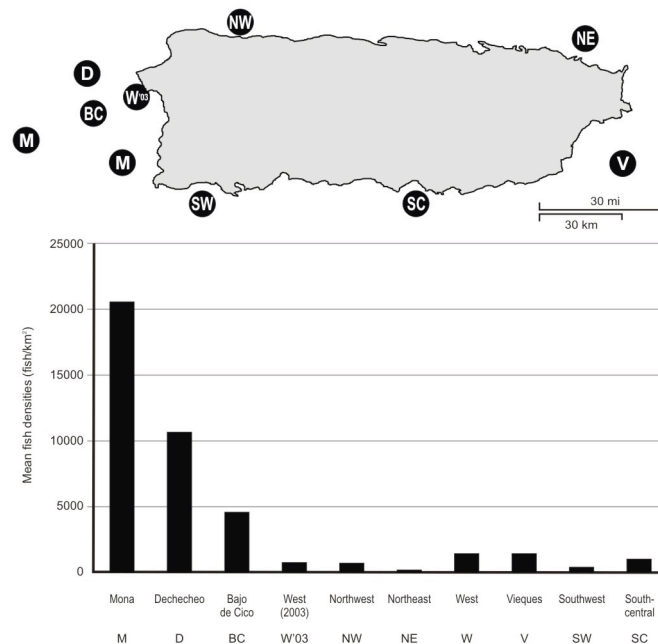 NW
NE
D
W'03
BC
M
M
V
SW
SC
30 mi
30 km
Mean fish densities (fish/km²)
25000
20000
15000
10000
5000
0
Mona
Dechecheo
Bajo
de Cico
West
(2003)
Northwest
Northeast
West
Vieques
Southwest
South-
central
M
D
BC
W'03
NW
NE
W
V
SW
SC